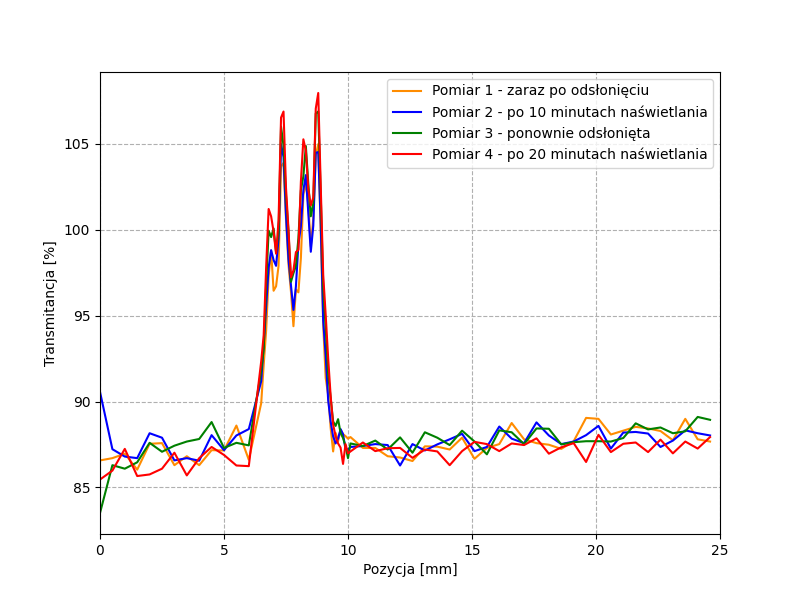 Pomiar 1 - zaraz po odsłonięciu
Pomiar 2 - po 10 minutach naświetlania
Pomiar 3 - ponownie odsłonięta
Pomiar 4 - po 20 minutach naświetlania
Transmitancja [%]
105
100
95
90
85
0 5 10 15 20 25
Pozycja [mm]